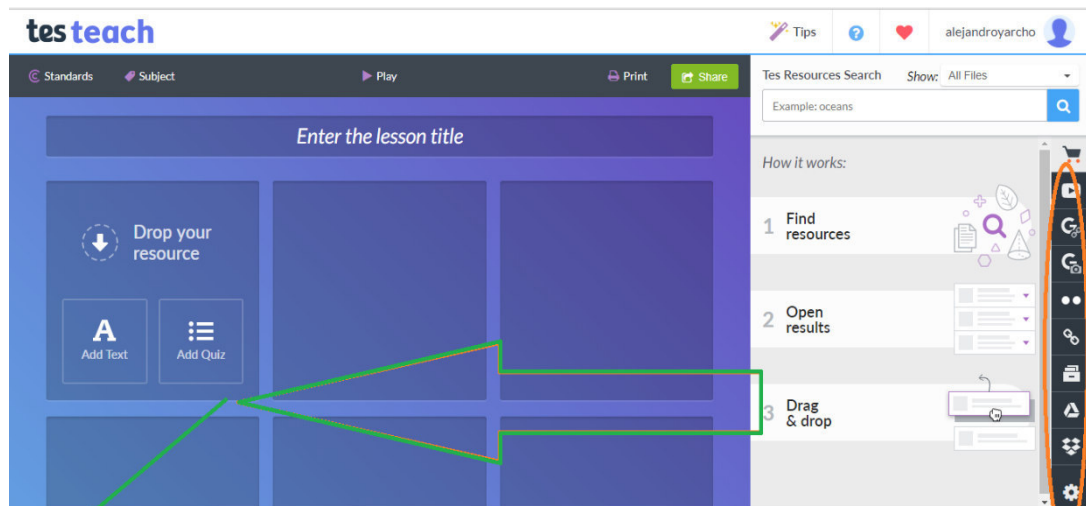 tes teach
Tips
alejandroyarcho
Standards
Subject
Play
Print
Share
Tes Resources Search
Show:
All Files
Example: oceans
Enter the lesson title
How it works:
Drop your
resource
A
Add Text
Add Quiz
1
Find
resources
2
Open
results
3
Drag
& drop